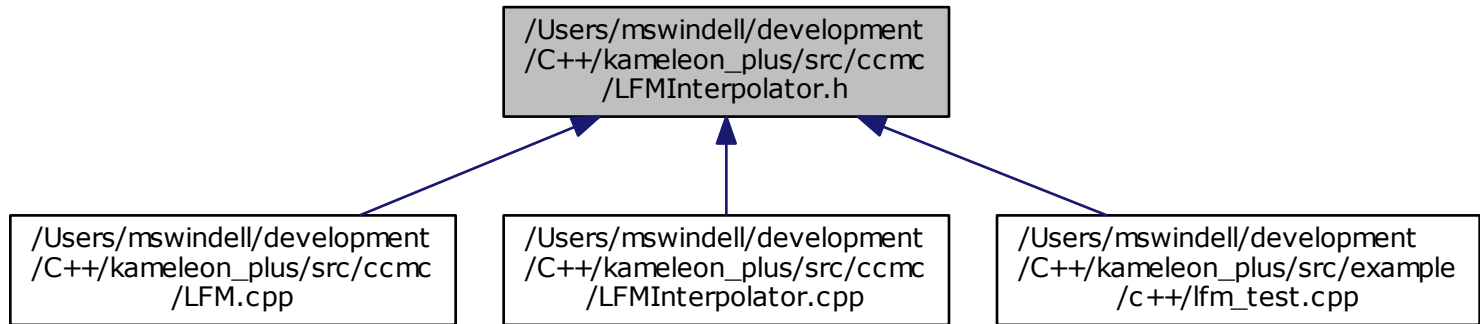 /Users/mswindell/development
/C++/kameleon_plus/src/ccmc
/LFMInterpolator.h
/Users/mswindell/development
/C++/kameleon_plus/src/ccmc
/LFM.cpp
/Users/mswindell/development
/C++/kameleon_plus/src/ccmc
/LFMInterpolator.cpp
/Users/mswindell/development
/C++/kameleon_plus/src/example
/c++/lfm_test.cpp